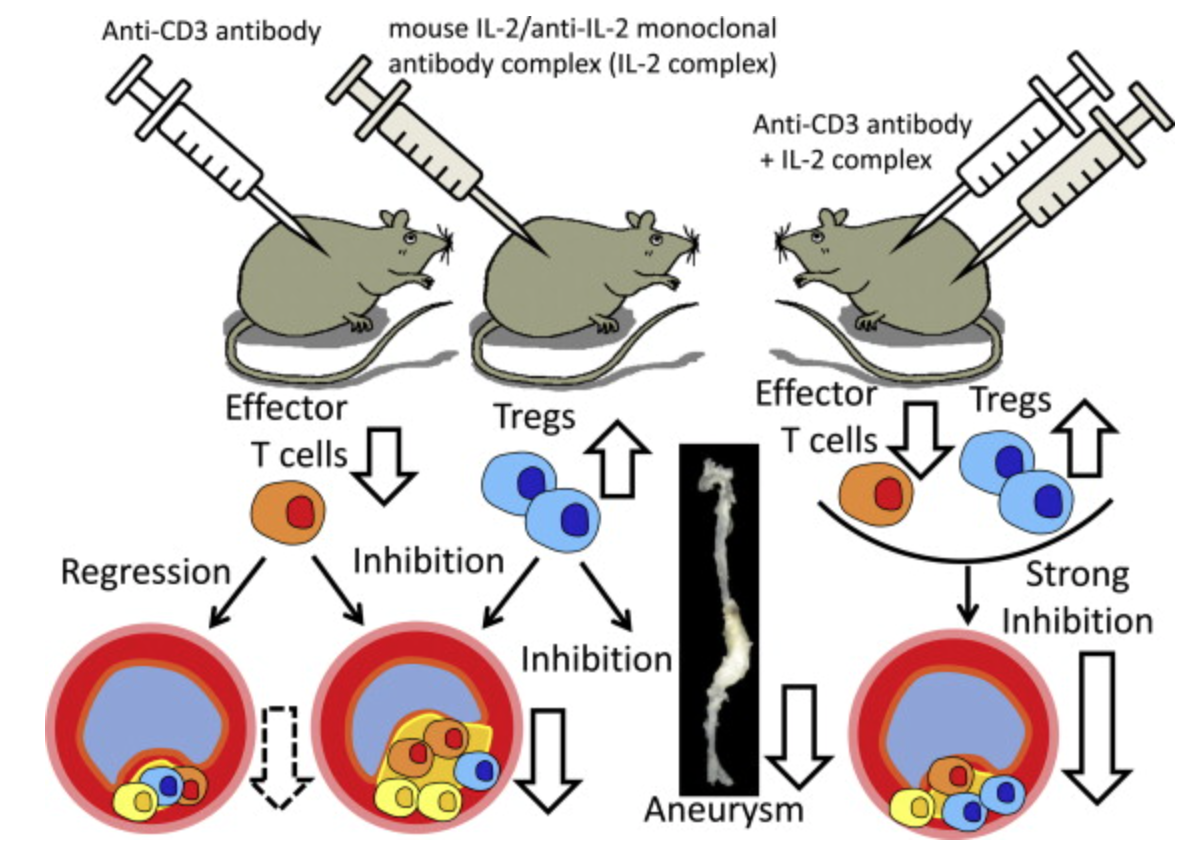 Anti-CD3 antibody
mouse IL-2/anti-IL-2 monoclonal
antibody complex (IL-2 complex)
Anti-CD3 antibody
+ IL-2 complex
Effector
T cells
Tregs
Effector
T cells
Tregs
Regression
Inhibition
Inhibition
Strong
Inhibition
Aneurysm